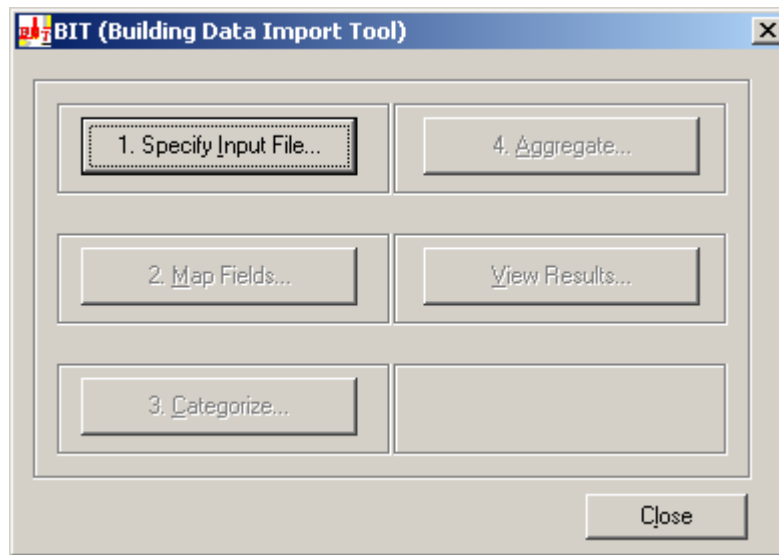 BIT (Building Data Import Tool)
1. Specify Input File...
4. Aggregate...
2. Map Fields...
View Results...
3. Categorize...
Close